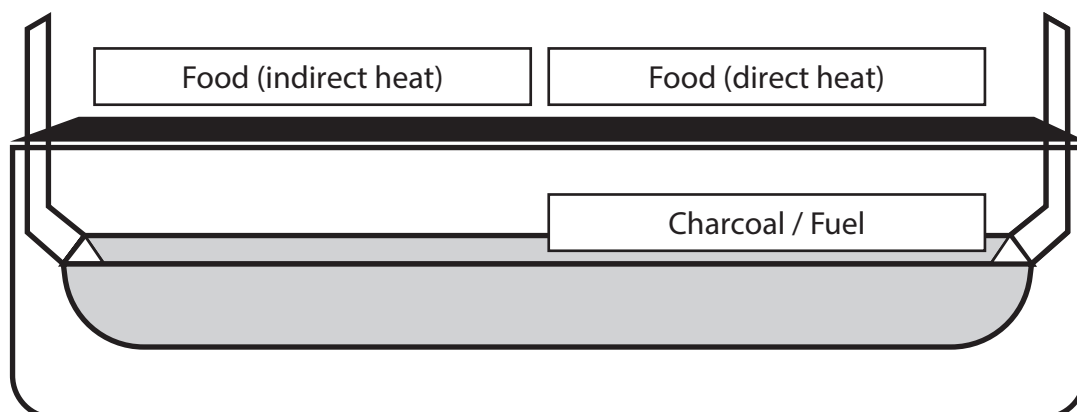 Food (indirect heat)
Food (direct heat)
Charcoal / Fuel